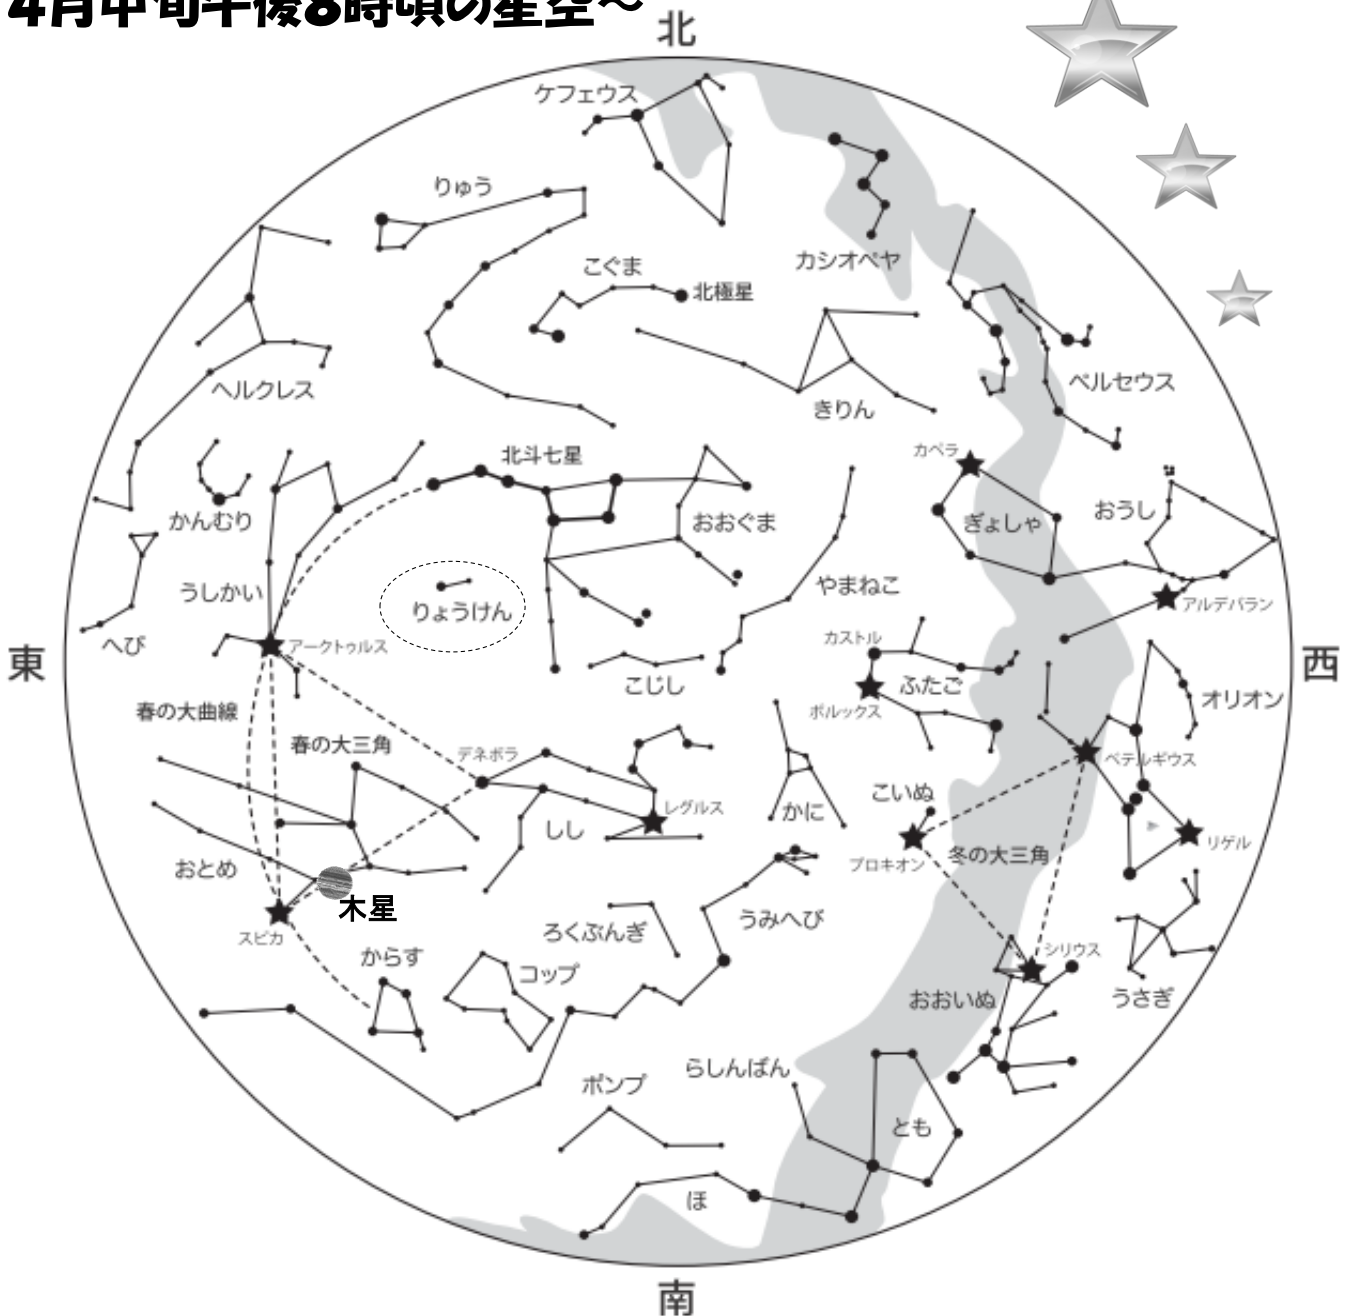 4月中旬午後8時頃の星空～
北
ケフェウス
りゅう
カシオペヤ
こぐま
北極星
ヘルクレス
ペルセウス
きりん
カペラ
北斗七星
かんむり
おおぐま
ぎょしゃ
おうし
うしかい
りょうけん
やまねこ
アルデバラン
へび
アークトゥルス
カストル
東
西
こじし
ふたご
オリオン
春の大曲線
ポルックス
春の大三角
デネボラ
ベテルギウス
こいぬ
レグルス
かに
しし
リゲル
プロキオン
冬の大三角
おとめ
木星
スピカ
ろくぶんぎ
うみへび
からす
コップ
シリウス
おおいぬ
うさぎ
ポンプ
らしんばん
とも
ほ
南